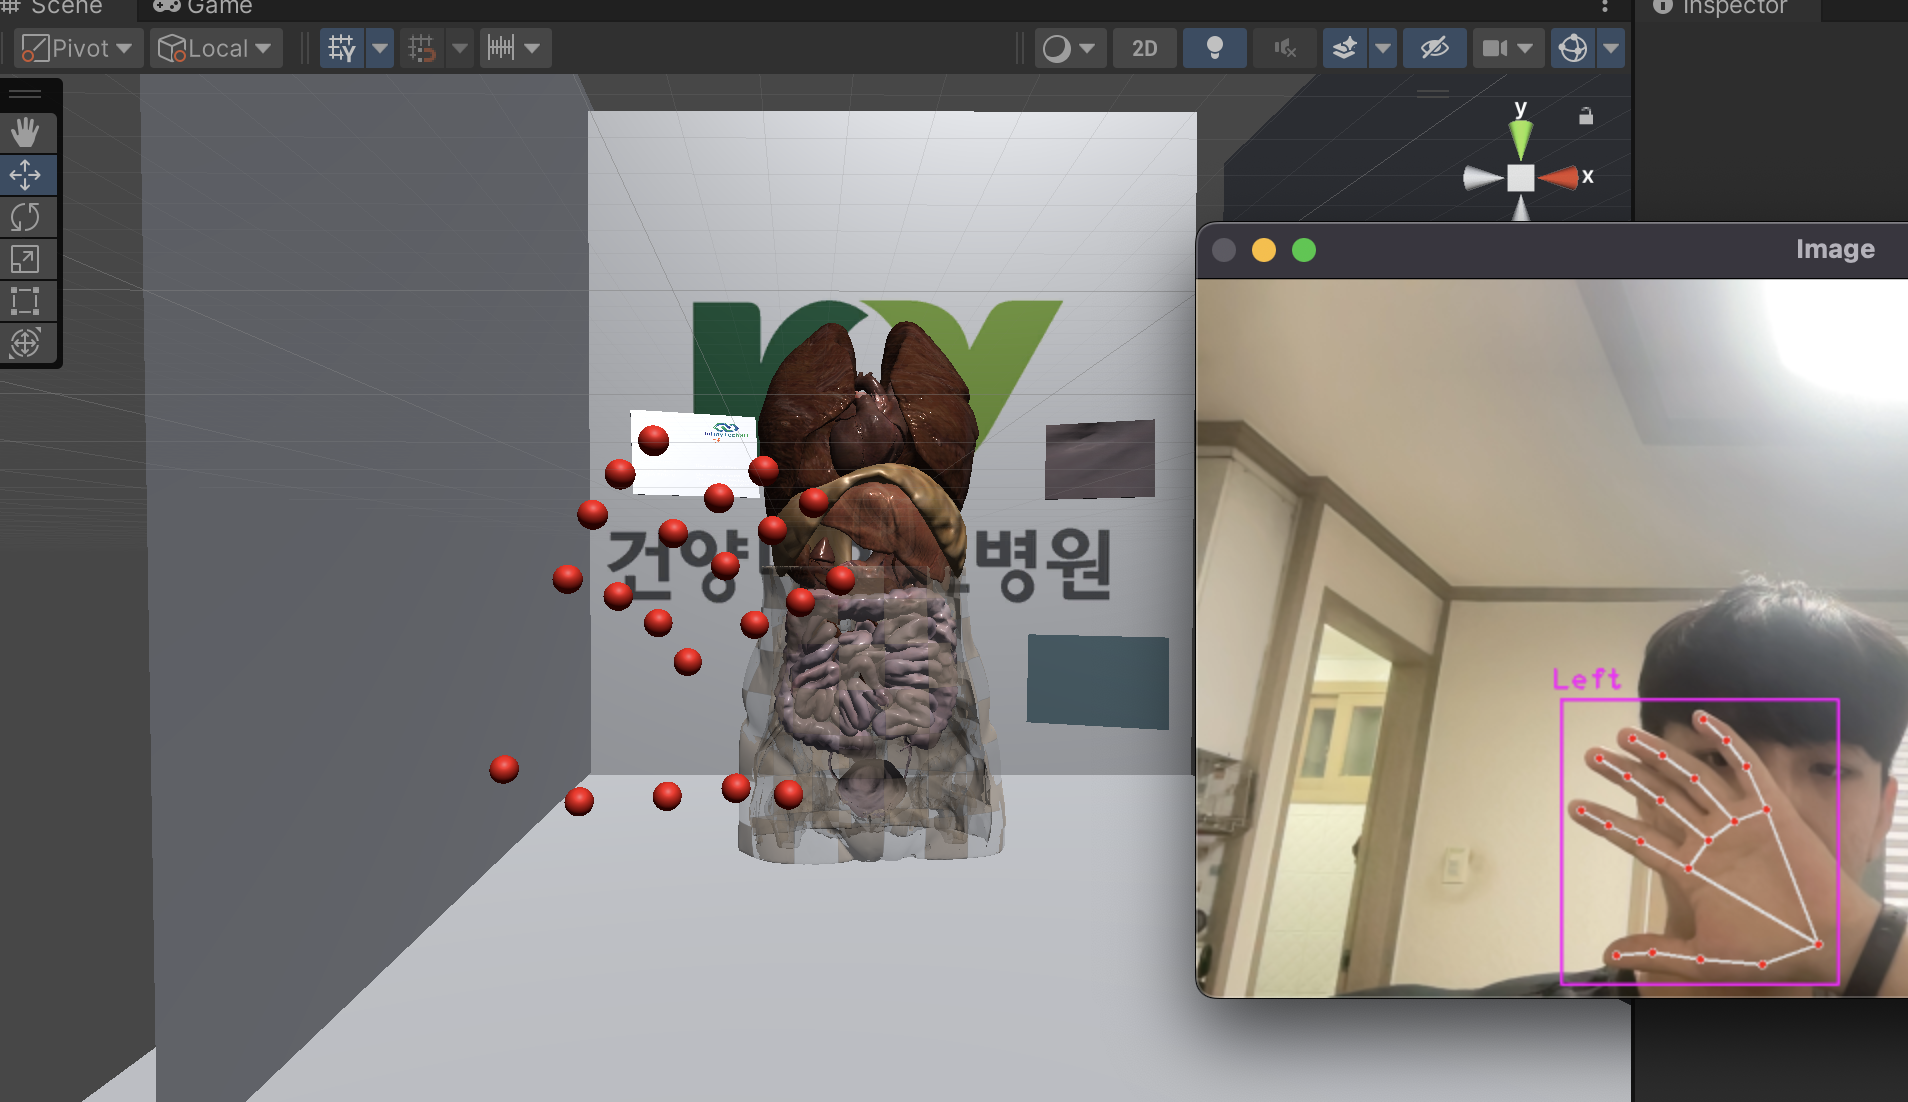 Scene
Game
Inspector
Pivot
Local
2D
y
x
Image
건양
병원
Left